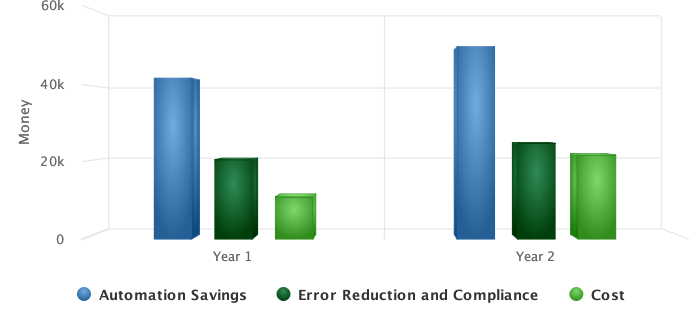 60k
40k
20k
0
Money
Year 1
Year 2
Automation Savings
Error Reduction and Compliance
Cost